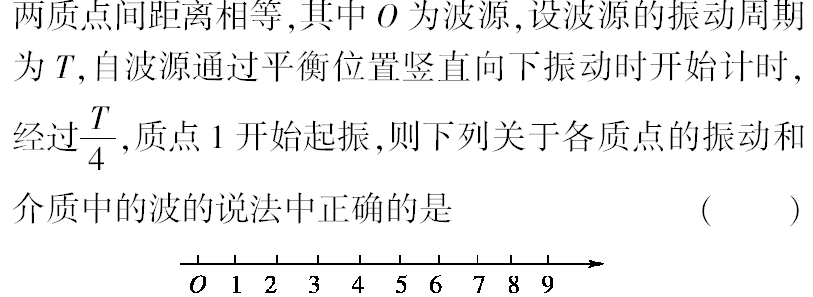 两质点间距离相等,其中 O 为波源,设波源的振动周期
为 T,自波源通过平衡位置竖直向下振动时开始计时,
经过\frac{T}{4},质点 1 开始起振,则下列关于各质点的振动和
介质中的波的说法中正确的是 ( )
O 1 2 3 4 5 6 7 8 9